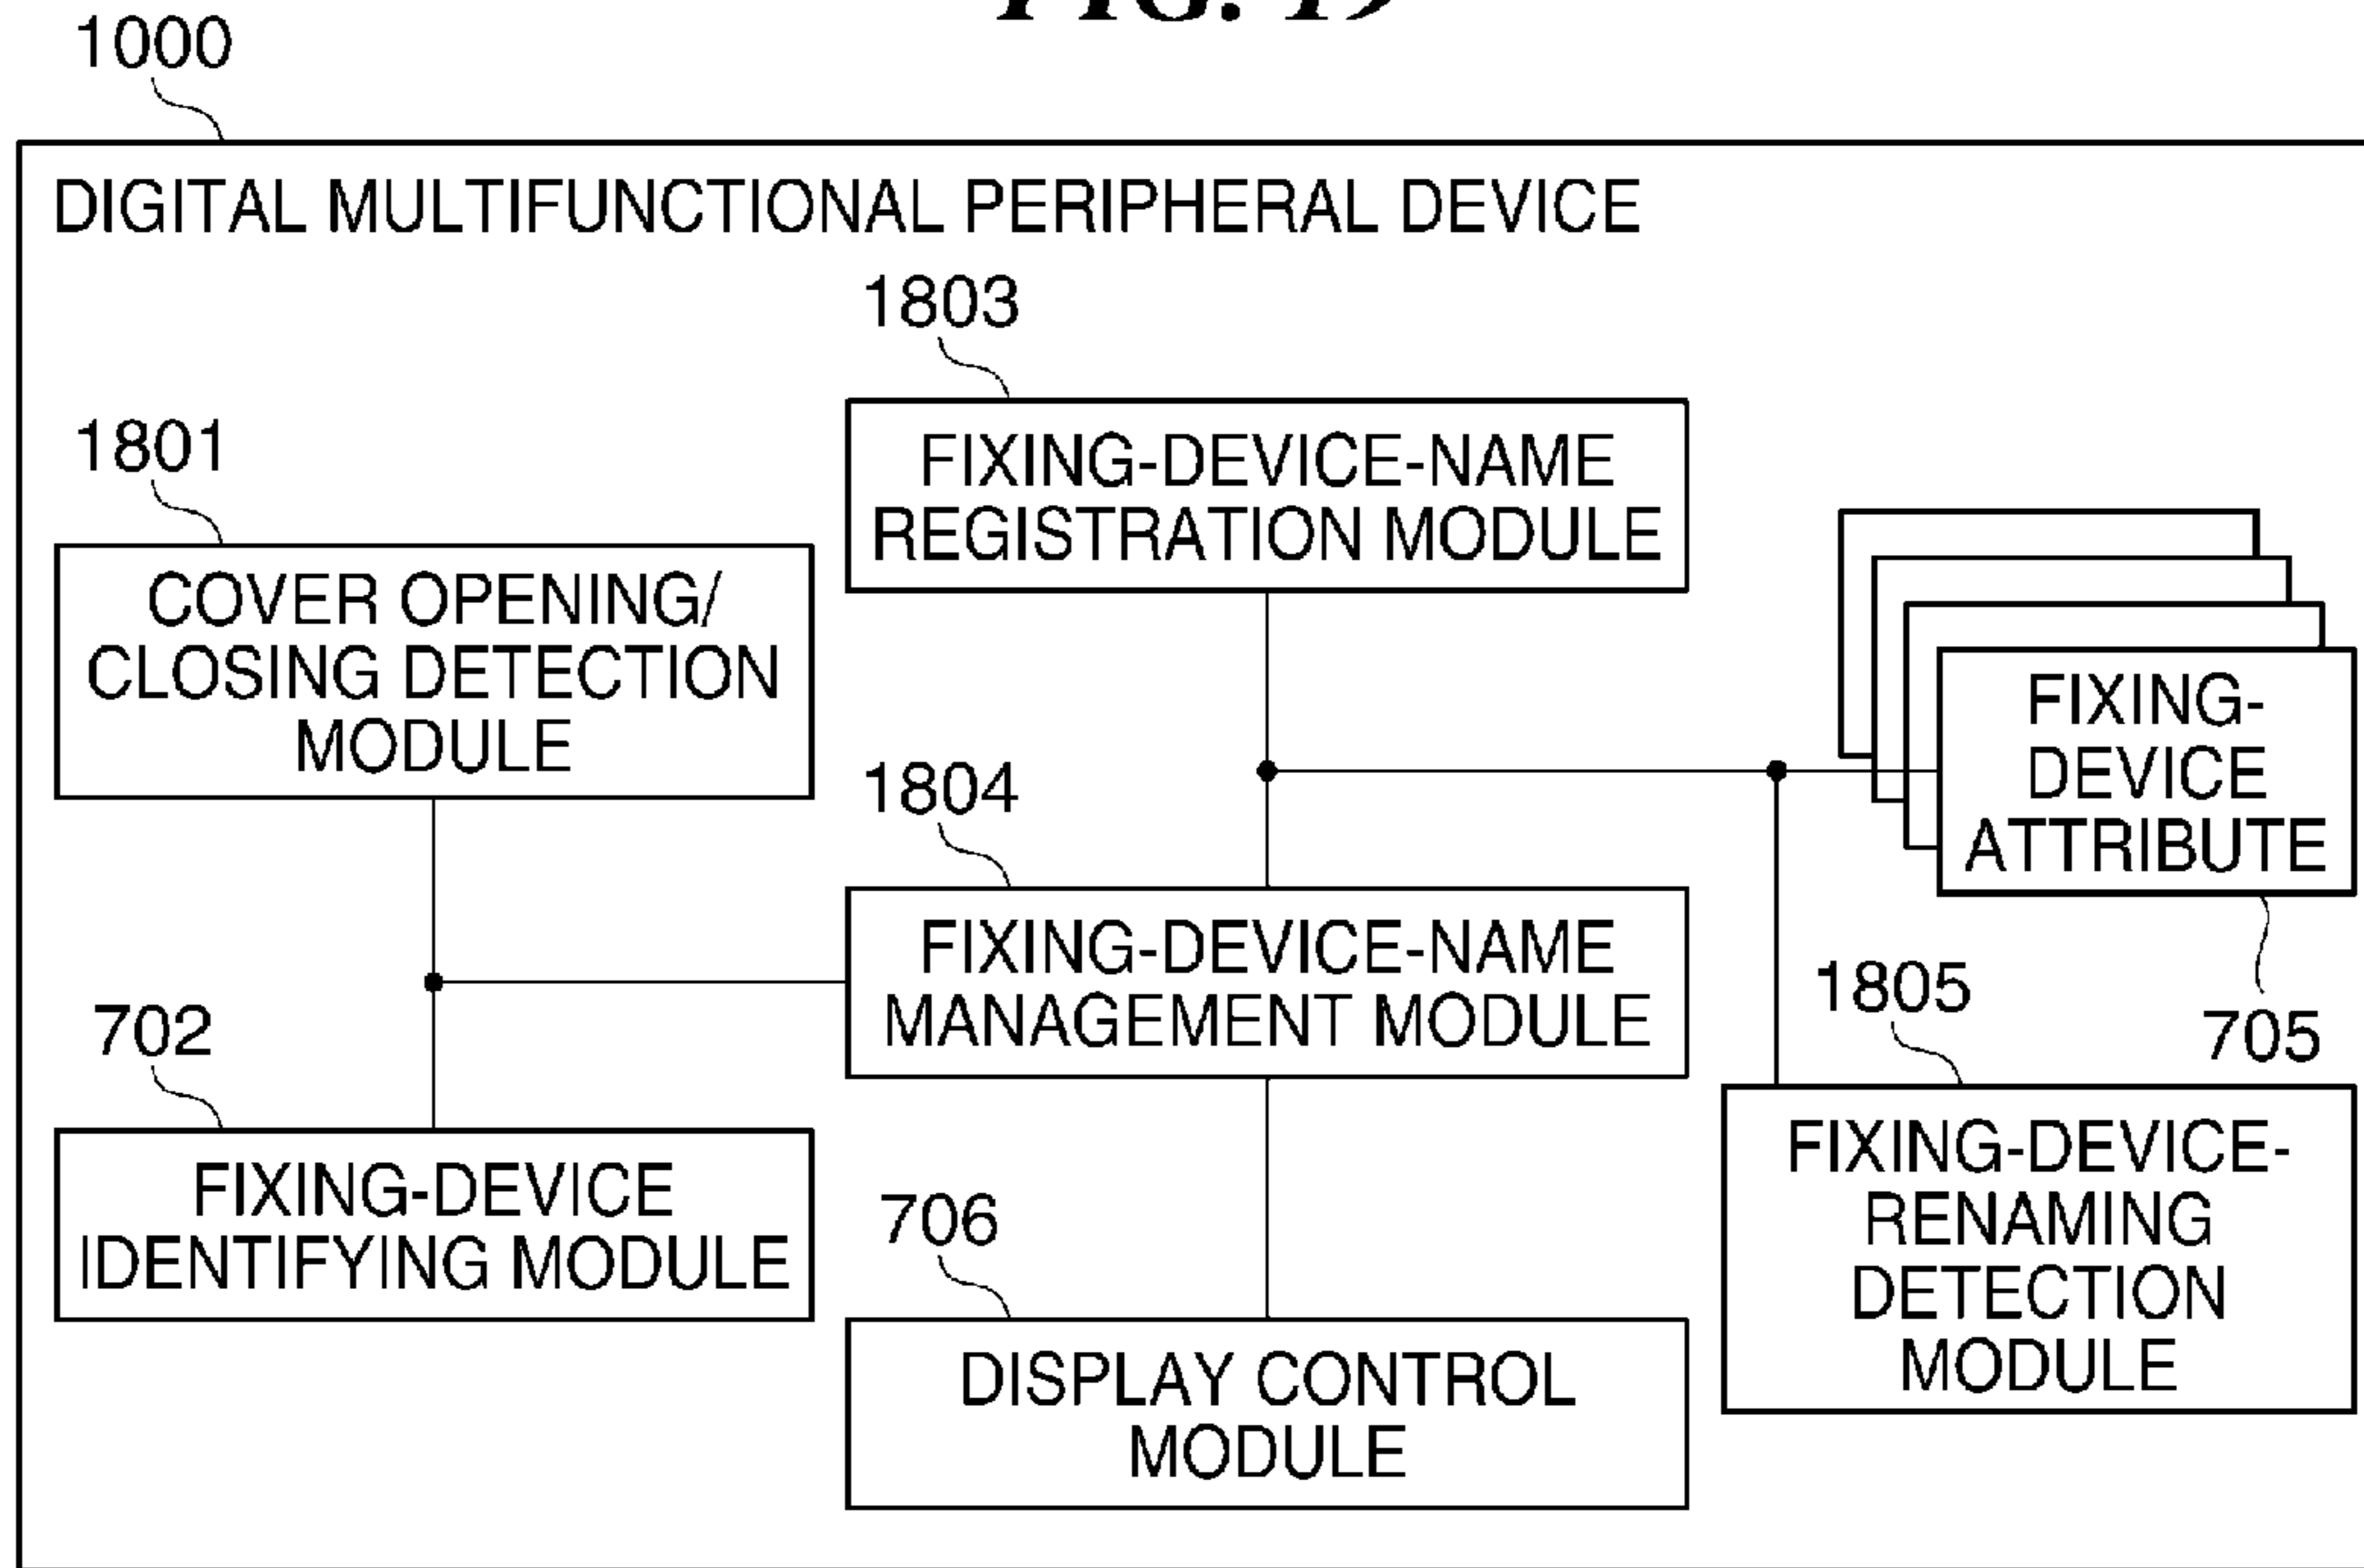 FIG.
1000
DIGITAL MULTIFUNCTIONAL PERIPHERAL DEVICE
1803
FIXING-DEVICE-NAME
REGISTRATION MODULE
1801
COVER OPENING/
CLOSING DETECTION
MODULE
FIXING-
DEVICE
ATTRIBUTE
705
1804
FIXING-DEVICE-NAME
MANAGEMENT MODULE
702
FIXING-DEVICE
IDENTIFYING MODULE
706
DISPLAY CONTROL
MODULE
1805
FIXING-DEVICE-
RENAMING
DETECTION
MODULE